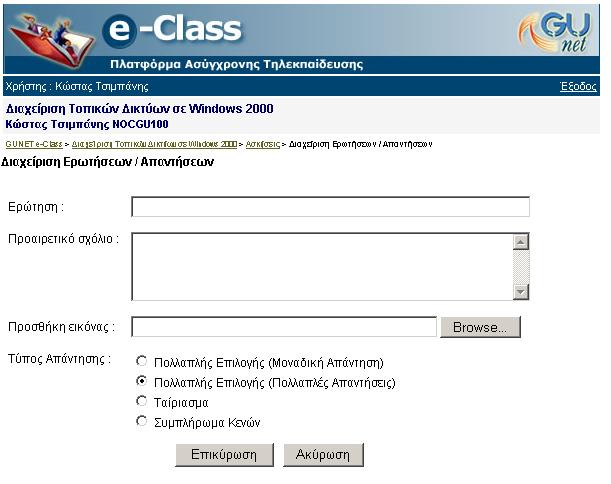 e-Class
GU
net
Πλατφόρμα Ασύγχρονης Τηλεκπαίδευσης
Χρήστης : Κώστας Τσιμπάνης Έξοδος
Διαχείριση Τοπικών Δικτύων σε Windows 2000
Κώστας Τσιμπάνης NOCGU100
GUNET e-Class > Διαχείριση Τοπικών Δικτύων σε Windows 2000 > Ασκήσεις > Διαχείριση Ερωτήσεων / Απαντήσεων
Διαχείριση Ερωτήσεων / Απαντήσεων
Ερώτηση :
Προαιρετικό σχόλιο :
Προσθήκη εικόνας : Browse...
Τύπος Απάντησης : Πολλαπλής Επιλογής (Μοναδική Απάντηση)
Πολλαπλής Επιλογής (Πολλαπλές Απαντήσεις)
Ταίριασμα
Συμπλήρωμα Κενών
Επικύρωση Ακύρωση